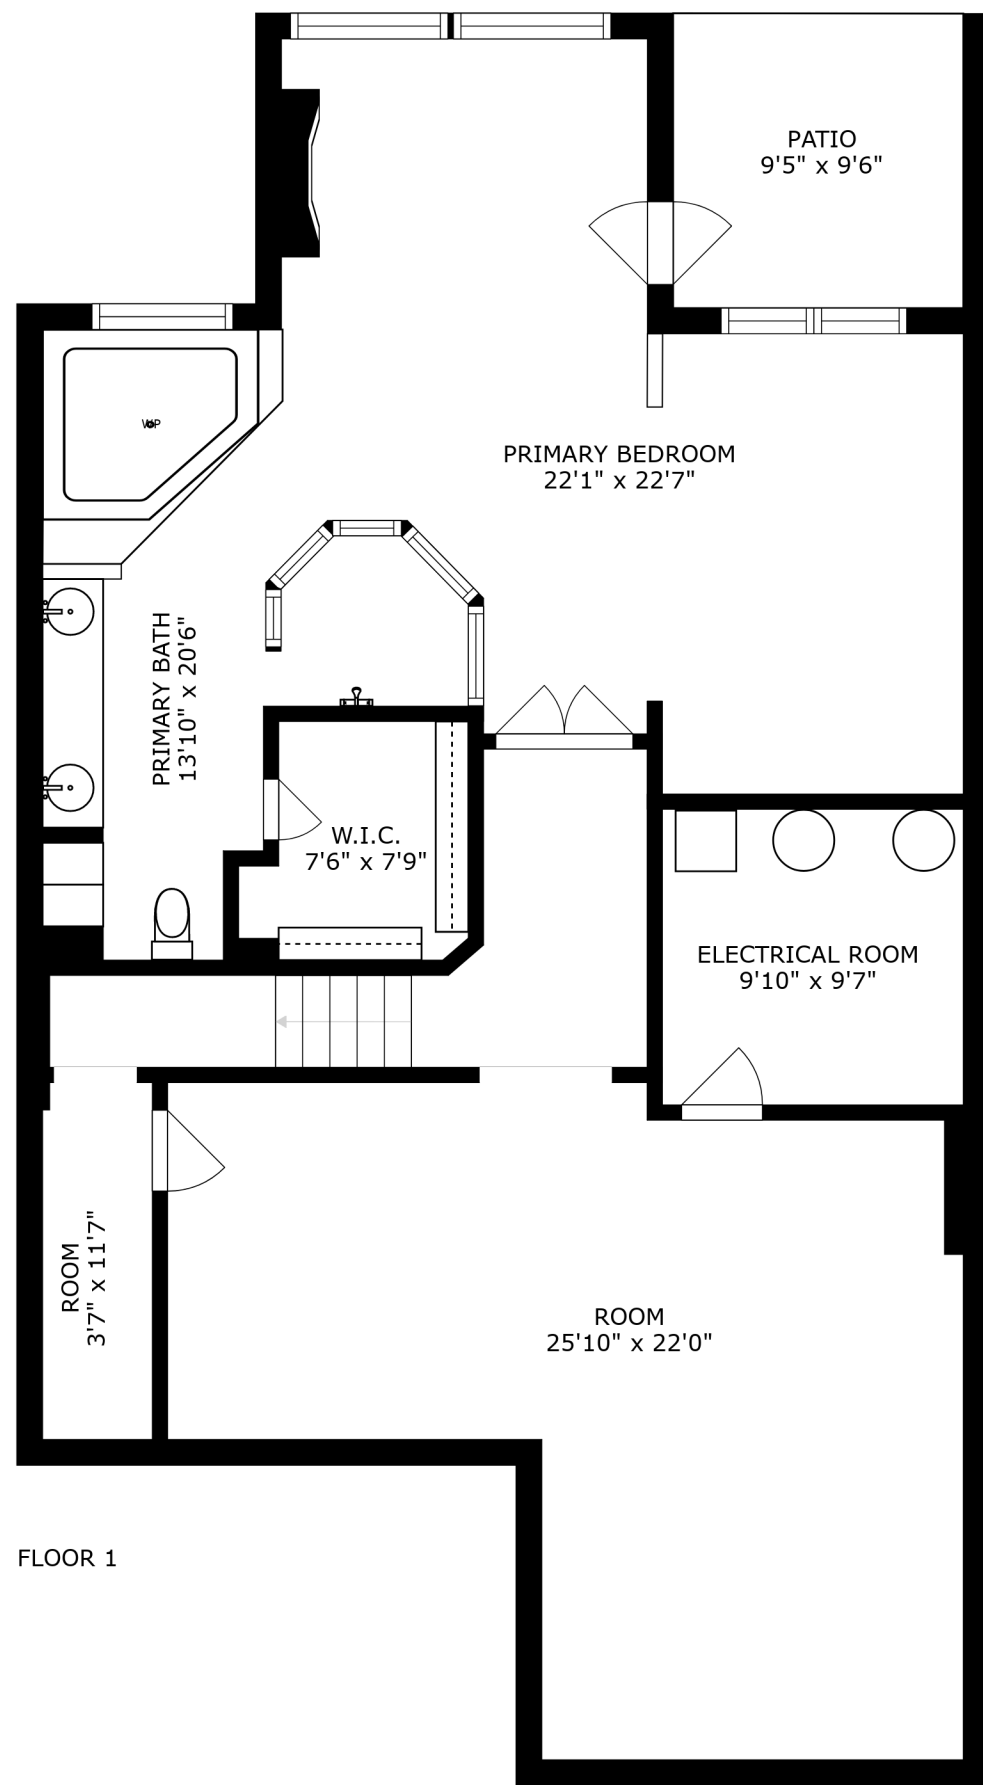 PATIO
9'5" x 9'6"
PRIMARY BEDROOM
22'1" x 22'7"
PRIMARY BATH
13'10" x 20'6"
W.I.C.
7'6" x 7'9"
ELECTRICAL ROOM
9'10" x 9'7"
ROOM
3'7" x 11'7"
ROOM
25'10" x 22'0"
FLOOR 1